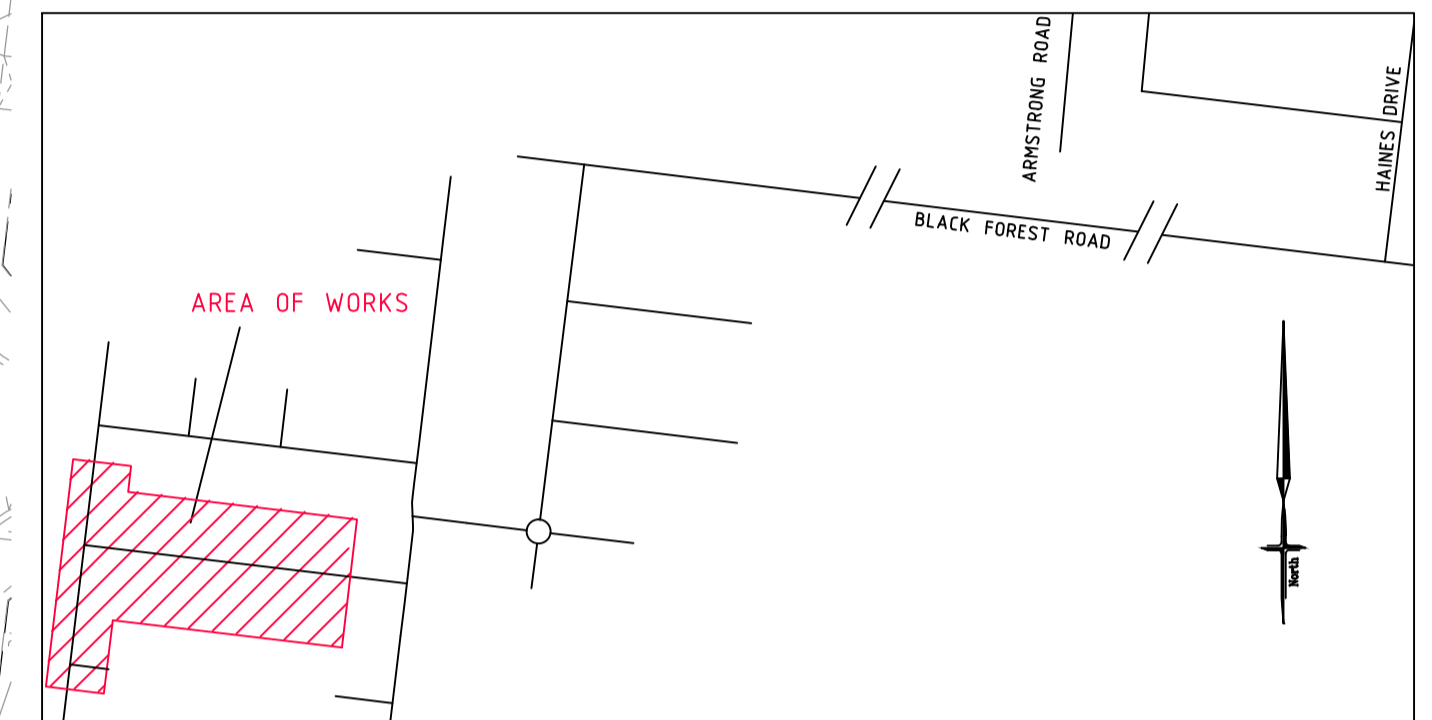 ARMSTRONG ROAD
HAINES DRIVE
BLACK FOREST ROAD
AREA OF WORKS
North